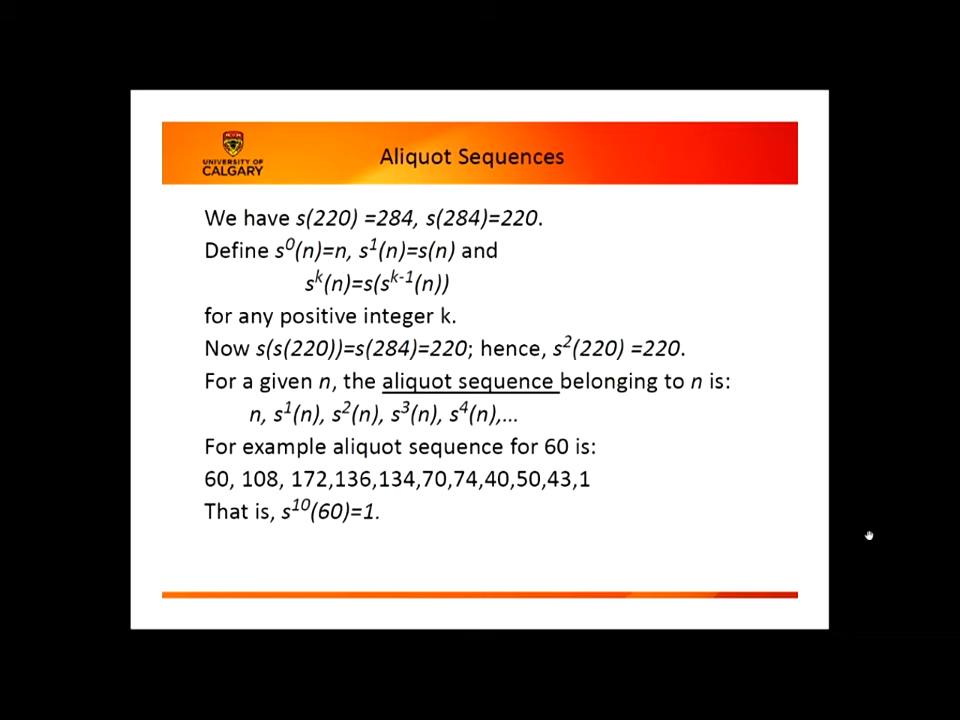 UNIVERSITY OF
CALGARY
Aliquot Sequences
We have s(220) =284, s(284)=220.
Define s⁰(n)=n, s¹(n)=s(n) and
sᵏ(n)=s(sᵏ⁻¹(n))
for any positive integer k.
Now s(s(220))=s(284)=220; hence, s²(220) =220.
For a given n, the aliquot sequence belonging to n is:
n, s¹(n), s²(n), s³(n), s⁴(n),...
For example aliquot sequence for 60 is:
60, 108, 172,136,134,70,74,40,50,43,1
That is, s¹⁰(60)=1.